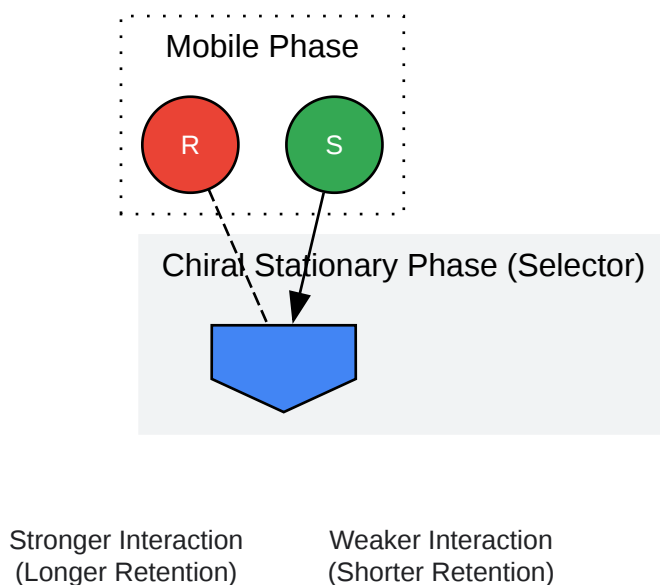 Mobile Phase
R
S
Chiral Stationary Phase (Selector)
Stronger Interaction
(Longer Retention)
Weaker Interaction
(Shorter Retention)